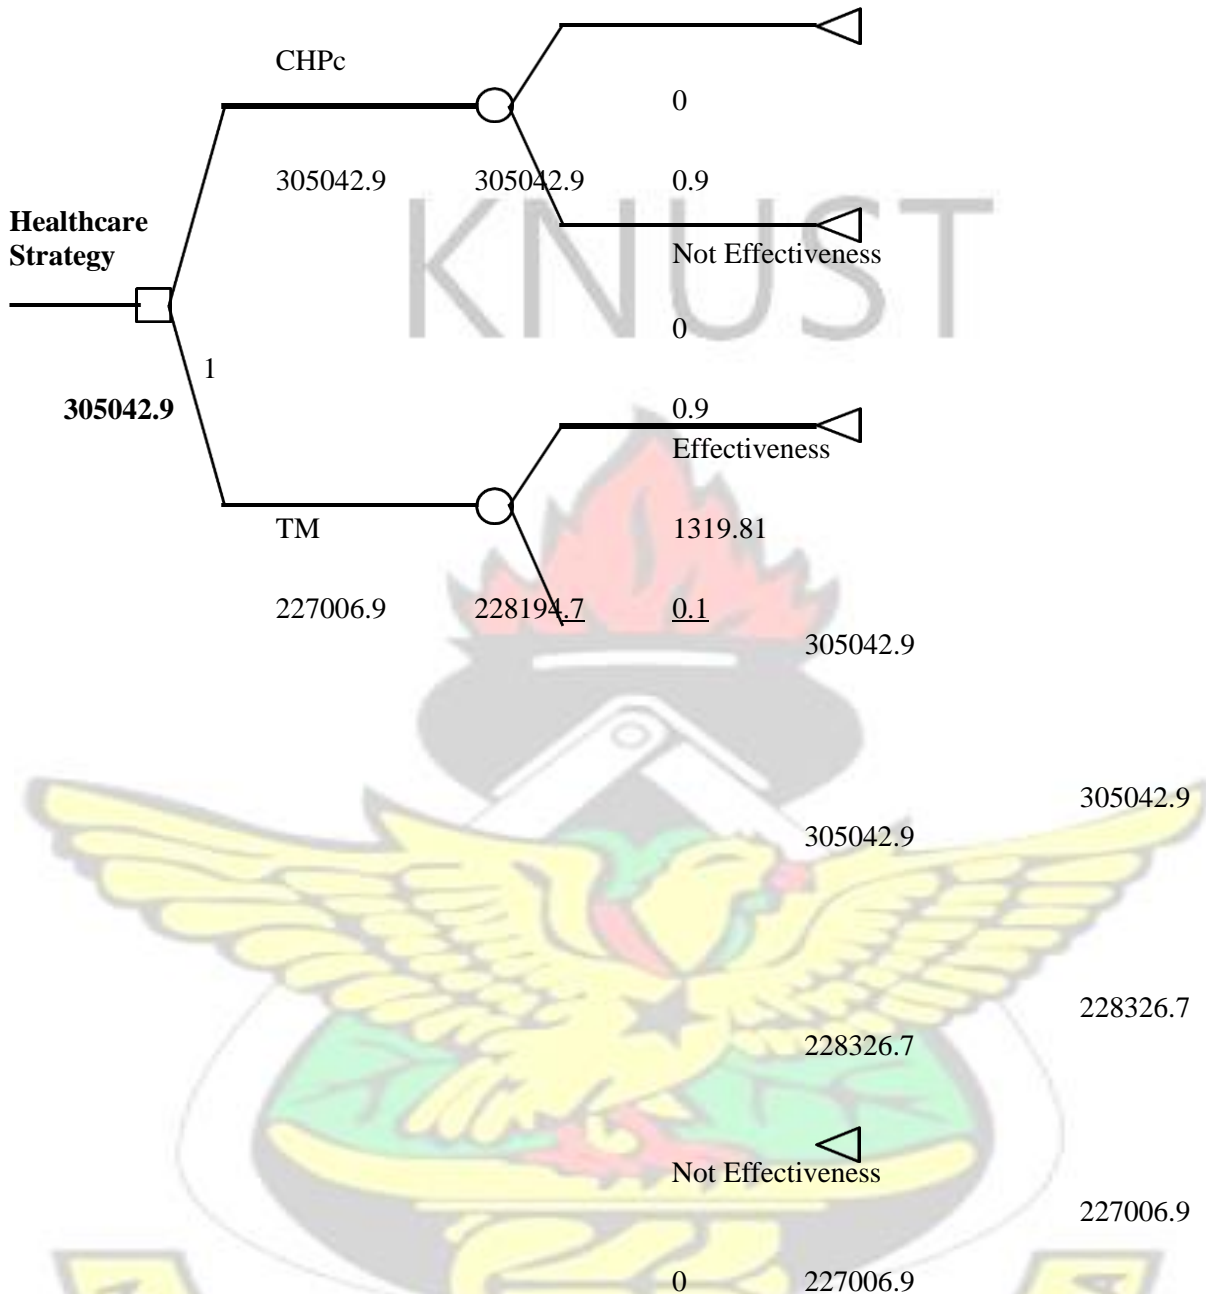 CHPc
0
305042.9 305042.9 0.9
KNUST
Healthcare
Strategy
Not Effectiveness
0
1
305042.9 0.9
Effectiveness
TM 1319.81
227006.9 228194.7 0.1
305042.9
305042.9
305042.9
228326.7
228326.7
Not Effectiveness
227006.9
0 227006.9